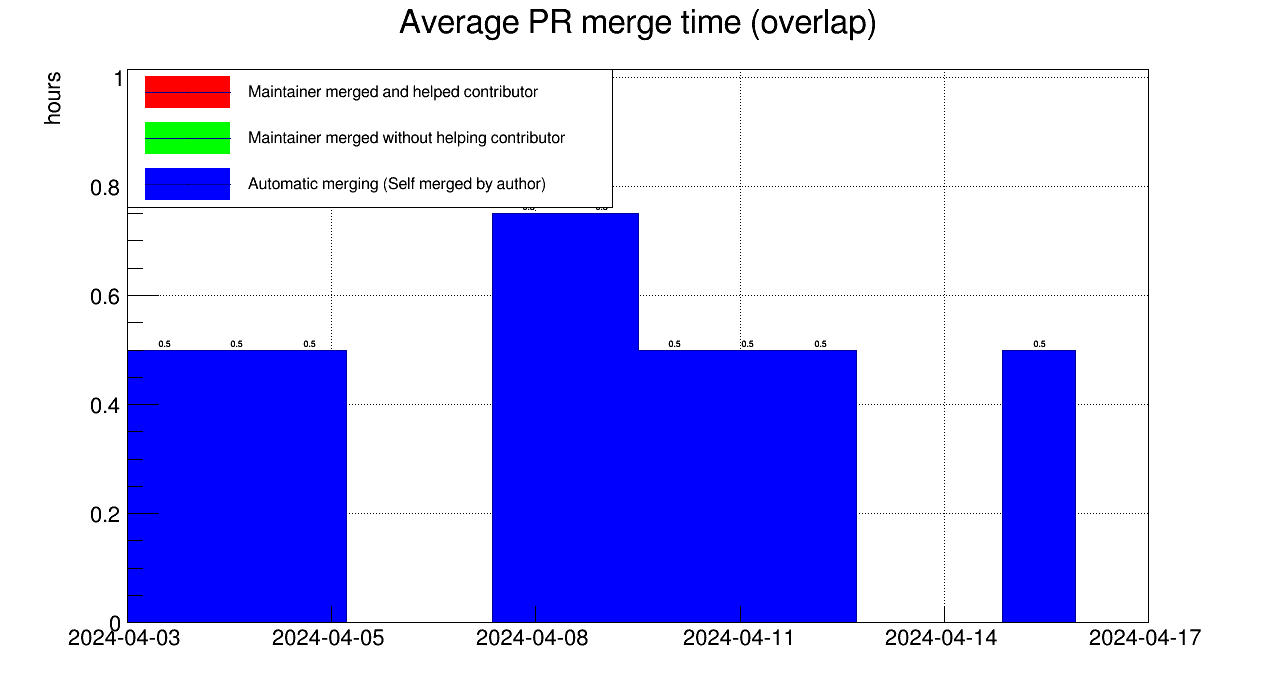 Average PR merge time (overlap)
hours
1
Maintainer merged and helped contributor
Maintainer merged without helping contributor
0.8
Automatic merging (Self merged by author)
0.6
0.5 0.5 0.5 0.5 0.5 0.5 0.5
0.4
0.2
0
2024-04-03 2024-04-05 2024-04-08 2024-04-11 2024-04-14 2024-04-17